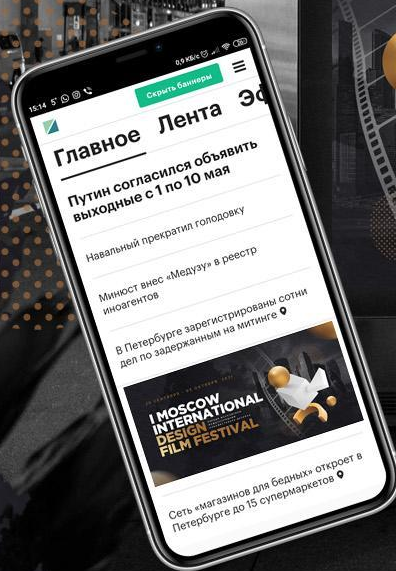 15:14 5°
0,9 КБ/с
Скрыть баннеры
Главное Лента Эф
Путин согласился объявить
выходные с 1 по 10 мая
Навальный прекратил голодовку
Минюст внес «Медузу» в реестр
иноагентов
В Петербурге зарегистрированы сотни
дел по задержанным на митинге
I MOSCOW
INTERNATIONAL
DESIGN
FILM FESTIVAL
Сеть «магазинов для бедных» откроет в
Петербурге до 15 супермаркетов